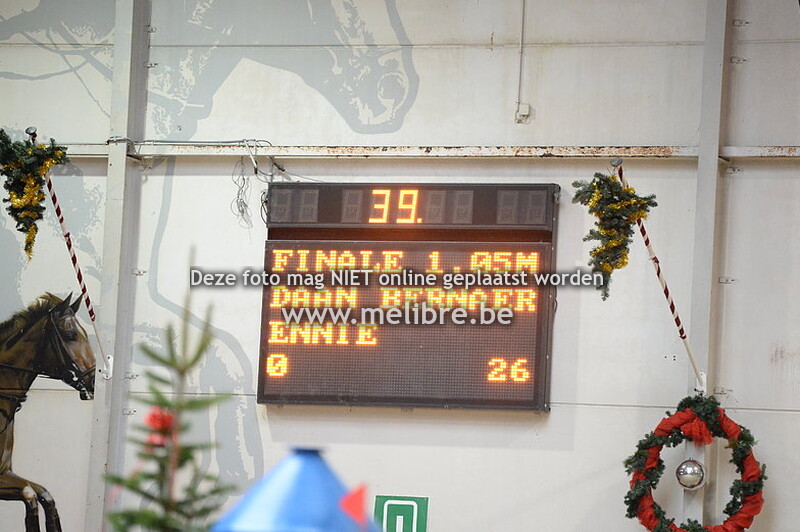 39.
FINALE 1.05M
Deze foto mag NIET online geplaatst worden
DAAN BERNAER
www.melibre.be
ENNIE
0 26